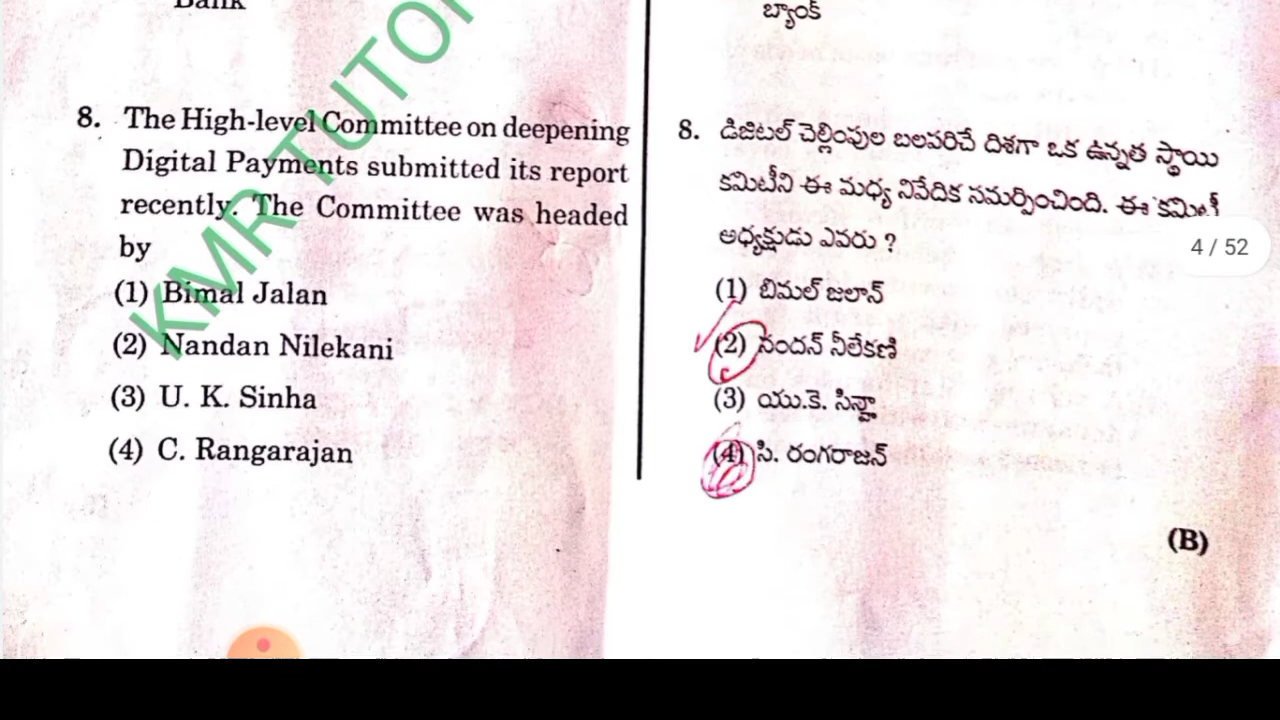 Bank
8. The High-level Committee on deepening
Digital Payments submitted its report
recently. The Committee was headed
by
(1) Bimal Jalan
(2) Nandan Nilekani
(3) U. K. Sinha
(4) C. Rangarajan
KMR TUTOR
బ్యాంక్
8. డిజిటల్ చెల్లింపుల బలపరిచే దిశగా ఒక ఉన్నత స్థాయి
కమిటీని ఈ మధ్య నివేదిక సమర్పించింది. ఈ కమిటీ
అధ్యక్షుడు ఎవరు ?
4 / 52
(1) బిమల్ జలాన్
(2) నందన్ నీలేకణి
(3) యు.కె. సిన్హా
(4) సి. రంగరాజన్
(B)